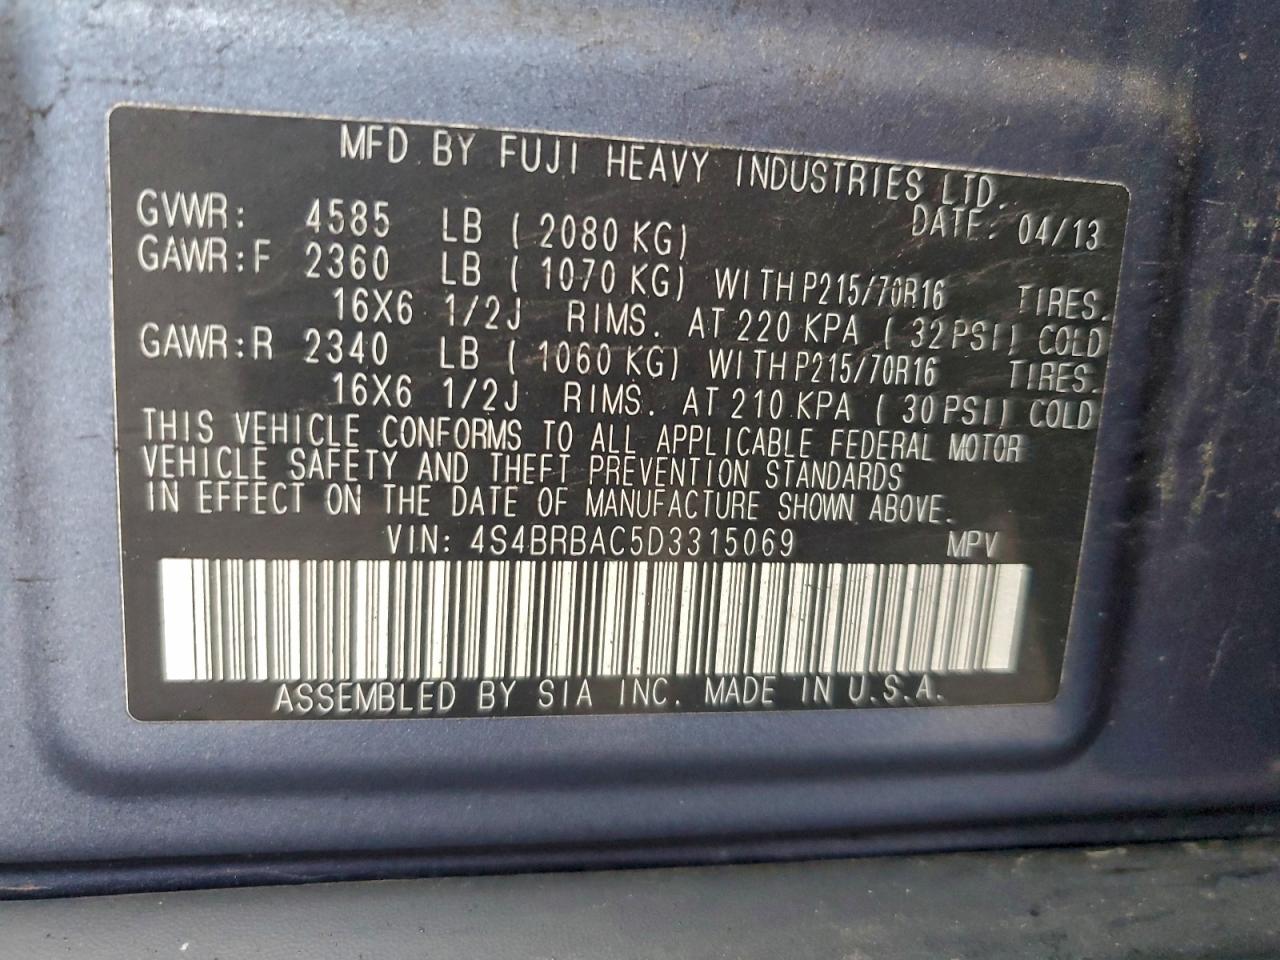 MFD BY FUJI HEAVY INDUSTRIES LTD.
DATE: 04/13
GVWR: 4585 LB ( 2080 KG)
GAWR:F 2360 LB ( 1070 KG) WITH P215/70R16 TIRES.
16X6 1/2J RIMS. AT 220 KPA ( 32 PSI) COLD
GAWR:R 2340 LB ( 1060 KG) WITH P215/70R16 TIRES.
16X6 1/2J RIMS. AT 210 KPA ( 30 PSI) COLD
THIS VEHICLE CONFORMS TO ALL APPLICABLE FEDERAL MOTOR
VEHICLE SAFETY AND THEFT PREVENTION STANDARDS
IN EFFECT ON THE DATE OF MANUFACTURE SHOWN ABOVE.
VIN: 4S4BRBAC5D3315069 MPV
ASSEMBLED BY SIA INC. MADE IN U.S.A.